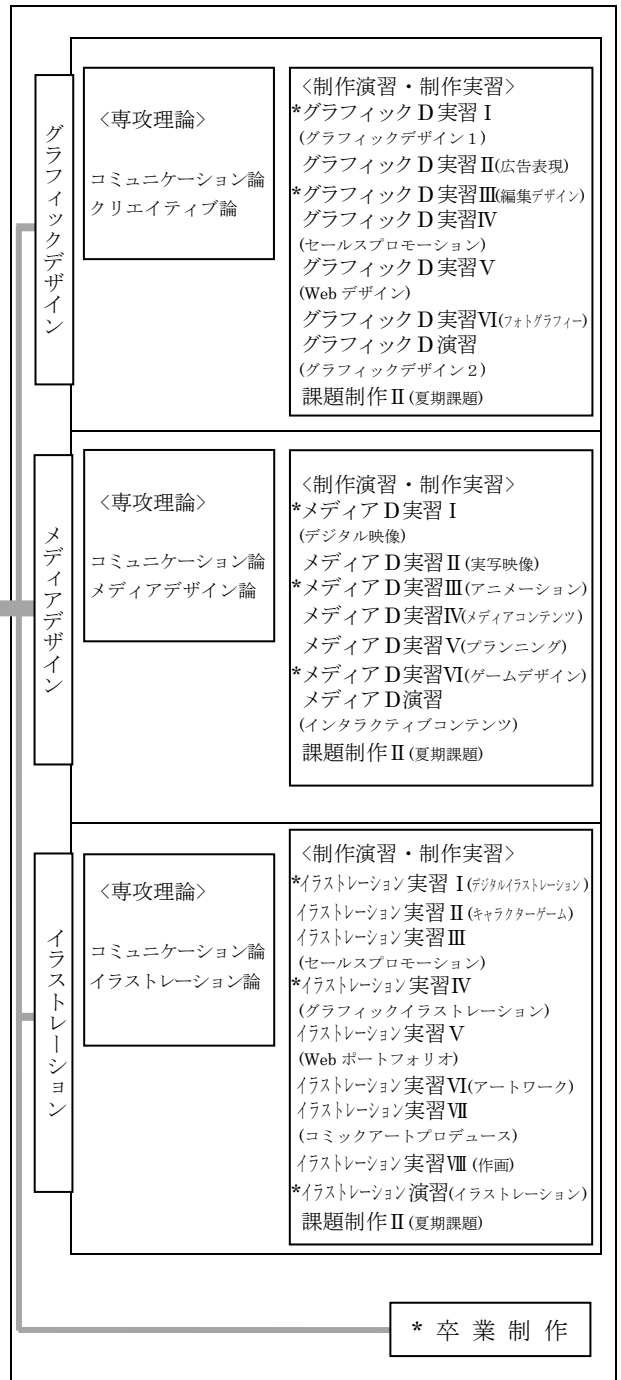 グラフィックデザイン
〈専攻理論〉
コミュニケーション論
クリエイティブ論
〈制作演習・制作実習〉
*グラフィックD実習Ⅰ
(グラフィックデザイン1)
グラフィックD実習Ⅱ(広告表現)
*グラフィックD実習Ⅲ(編集デザイン)
グラフィックD実習Ⅳ
(セールスプロモーション)
グラフィックD実習Ⅴ
(Webデザイン)
グラフィックD実習Ⅵ(フォトグラフィー)
グラフィックD演習
(グラフィックデザイン2)
課題制作Ⅱ(夏期課題)
メディアデザイン
〈専攻理論〉
コミュニケーション論
メディアデザイン論
〈制作演習・制作実習〉
*メディアD実習Ⅰ
(デジタル映像)
メディアD実習Ⅱ(実写映像)
*メディアD実習Ⅲ(アニメーション)
メディアD実習Ⅳ(メディアコンテンツ)
メディアD実習Ⅴ(プランニング)
*メディアD実習Ⅵ(ゲームデザイン)
メディアD演習
(インタラクティブコンテンツ)
課題制作Ⅱ(夏期課題)
イラストレーション
〈専攻理論〉
コミュニケーション論
イラストレーション論
〈制作演習・制作実習〉
*イラストレーション実習Ⅰ(デジタルイラストレーション)
イラストレーション実習Ⅱ(キャラクターゲーム)
イラストレーション実習Ⅲ
(セールスプロモーション)
*イラストレーション実習Ⅳ
(グラフィックイラストレーション)
イラストレーション実習Ⅴ
(Webポートフォリオ)
イラストレーション実習Ⅵ(アートワーク)
イラストレーション実習Ⅶ
(コミックアートプロデュース)
イラストレーション実習Ⅷ(作画)
*イラストレーション演習(イラストレーション)
課題制作Ⅱ(夏期課題)
*卒業制作